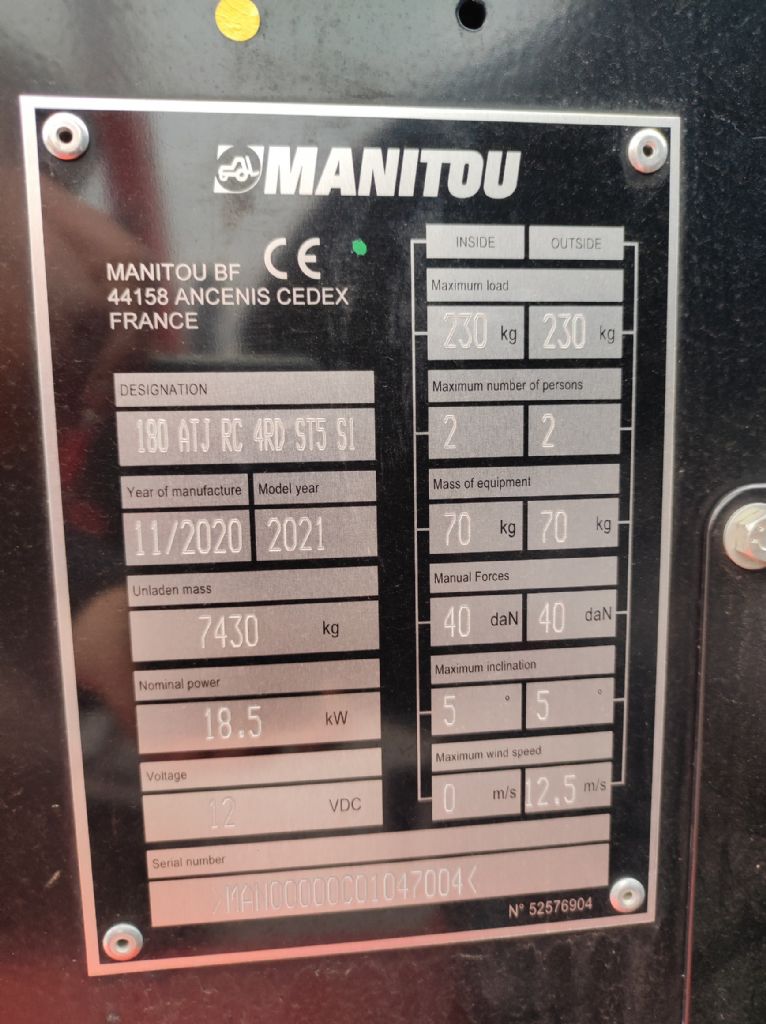 MANITOU
MANITOU BF CE
44158 ANCENIS CEDEX
FRANCE
DESIGNATION
180 ATJ RC 4RD ST5 S1
Year of manufacture Model year
11/2020 2021
Unladen mass
7430 kg
Nominal power
18.5 kW
Voltage
12 VDC
Serial number
>MAN00000C01047004<
INSIDE OUTSIDE
Maximum load
230 kg 230 kg
Maximum number of persons
2 2
Mass of equipment
70 kg 70 kg
Manual Forces
40 daN 40 daN
Maximum inclination
5 ° 5 °
Maximum wind speed
0 m/s 12.5 m/s
N° 52576904